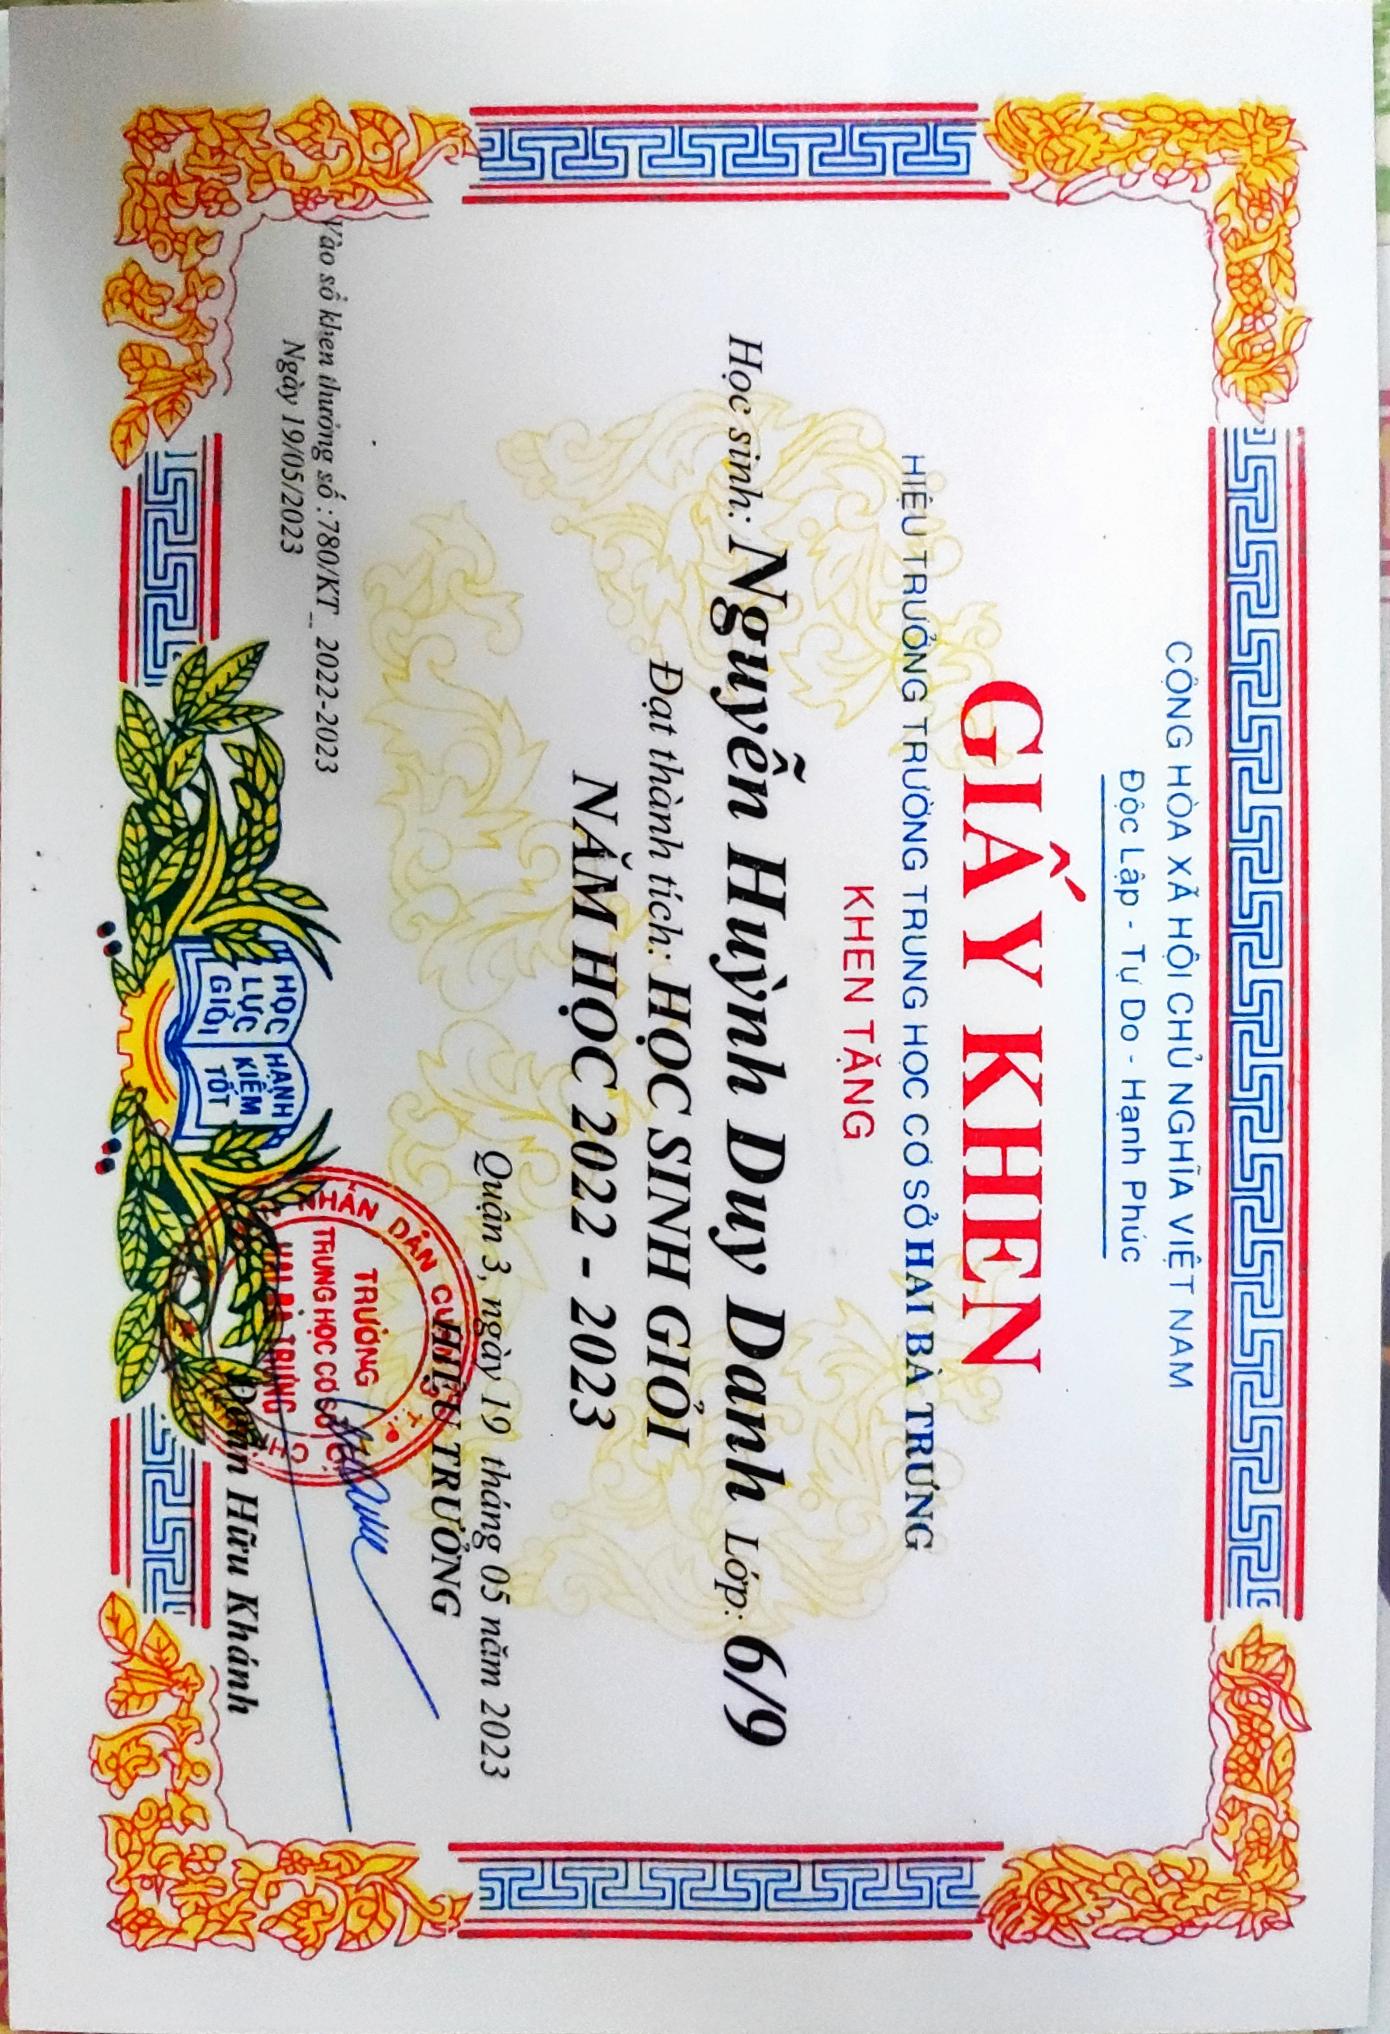 CỘNG HÒA XÃ HỘI CHỦ NGHĨA VIỆT NAM
Độc Lập - Tự Do - Hạnh Phúc
GIẤY KHEN
HIỆU TRƯỞNG TRƯỜNG TRUNG HỌC CƠ SỞ HAI BÀ TRƯNG
KHEN TẶNG
Học sinh: Nguyễn Huỳnh Duy Danh Lớp: 6/9
Đạt thành tích: HỌC SINH GIỎI
NĂM HỌC 2022 - 2023
Quận 3, ngày 19 tháng 05 năm 2023
HIỆU TRƯỞNG
NHÂN DÂN QUẬN 3 T.P
TRƯỜNG
TRUNG HỌC CƠ SỞ
HAI BÀ TRƯNG
Đoàn Hữu Khánh
Vào sổ khen thưởng số :780/KT_ 2022-2023
Ngày 19/05/2023
HỌC LỰC GIỎI
HẠNH KIỂM TỐT